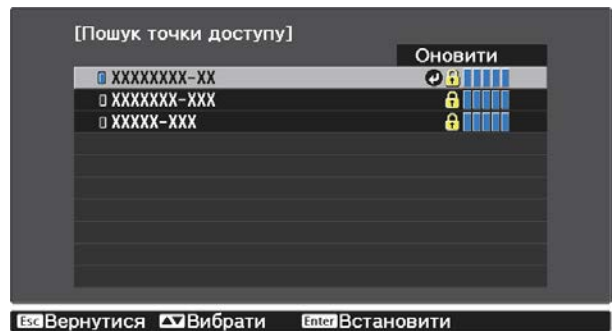 [Пошук точки доступу]
Оновити
XXXXXXXX-XX
XXXXXXX-XXX
XXXXX-XXX
Esc Вернутися Вибрати Enter Встановити